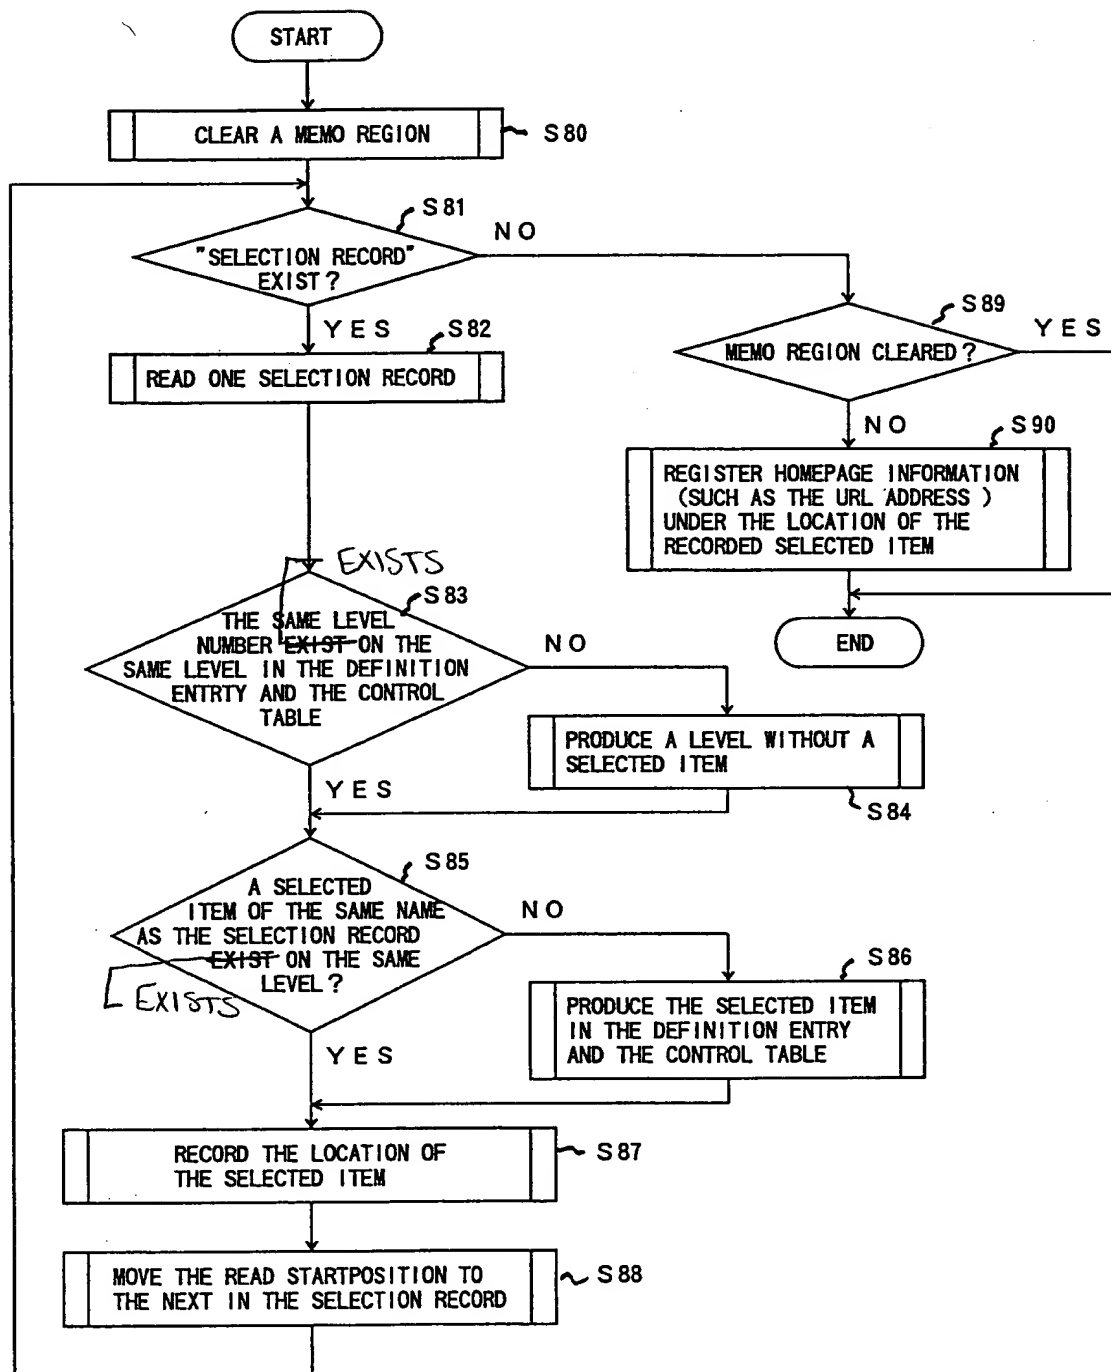 START
CLEAR A MEMO REGION
S80
S81
NO
"SELECTION RECORD"
EXIST?
YES
S82
READ ONE SELECTION RECORD
S89
YES
MEMO REGION CLEARED?
NO
S90
REGISTER HOMEPAGE INFORMATION
(SUCH AS THE URL ADDRESS )
UNDER THE LOCATION OF THE
RECORDED SELECTED ITEM
END
EXISTS
S83
THE SAME LEVEL
NUMBER EXIST ON THE
SAME LEVEL IN THE DEFINITION
ENTRTY AND THE CONTROL
TABLE
NO
PRODUCE A LEVEL WITHOUT A
SELECTED ITEM
S84
YES
S85
A SELECTED
ITEM OF THE SAME NAME
AS THE SELECTION RECORD
EXIST ON THE SAME
LEVEL?
EXISTS
NO
S86
PRODUCE THE SELECTED ITEM
IN THE DEFINITION ENTRY
AND THE CONTROL TABLE
YES
RECORD THE LOCATION OF
THE SELECTED ITEM
S87
MOVE THE READ STARTPOSITION TO
THE NEXT IN THE SELECTION RECORD
S88